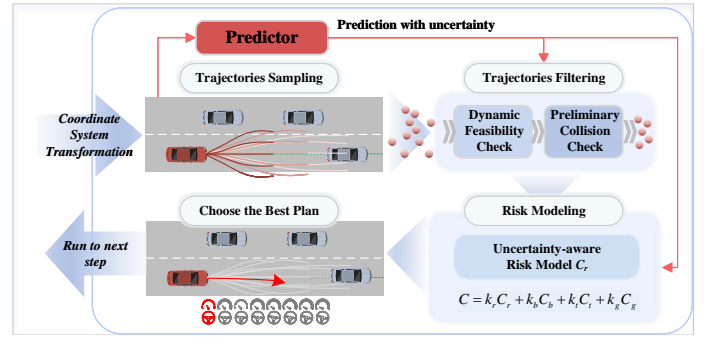 Predictor
Prediction with uncertainty
Trajectories Sampling
Trajectories Filtering
Coordinate
System
Transformation
Dynamic
Feasibility
Check
Preliminary
Collision
Check
Choose the Best Plan
Risk Modeling
Run to next
step
Uncertainty-aware
Risk Model C_r
C = k_r C_r + k_b C_b + k_t C_t + k_g C_g